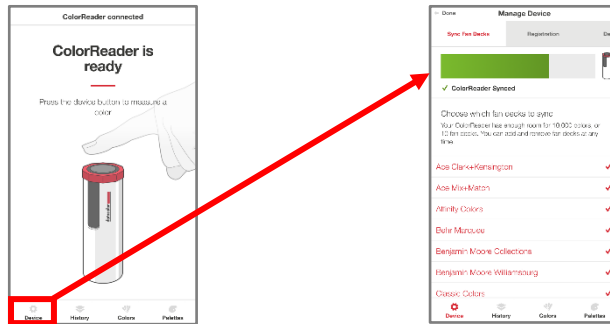 ColorReader connected
ColorReader is
ready
Press the device button to measure a
color
Device
History
Colors
Palettes
Done
Manage Device
Sync Fan Decks
Registration
✓ ColorReader Synced
Choose which fan decks to sync
Your ColorReader has enough room for 10,000 colors, or
10 fan decks. You can add and remove fan decks at any
time.
Ace Clark+Kensington
Ace Mix+Match
Affinity Colors
Behr Marquee
Benjamin Moore Collections
Benjamin Moore Williamsburg
Classic Colors
Device
History
Colors
Palettes